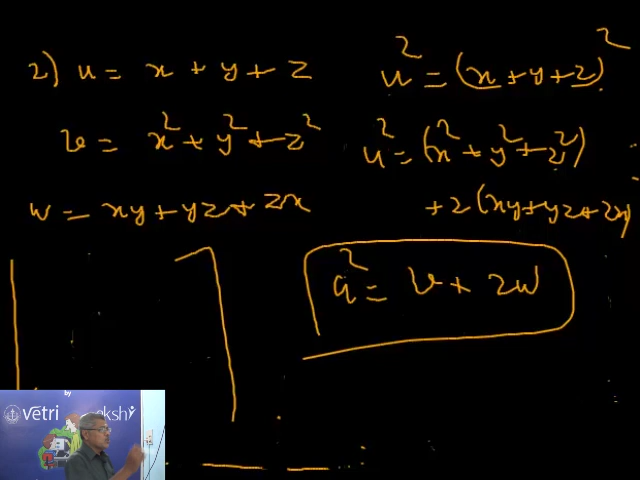 2) u = x + y + z
v = x² + y² + z²
w = xy + yz + zx
u² = (x + y + z)²
u² = (x² + y² + z²)
+ 2 (xy + yz + zx)
u² = v + 2w
by
vetri